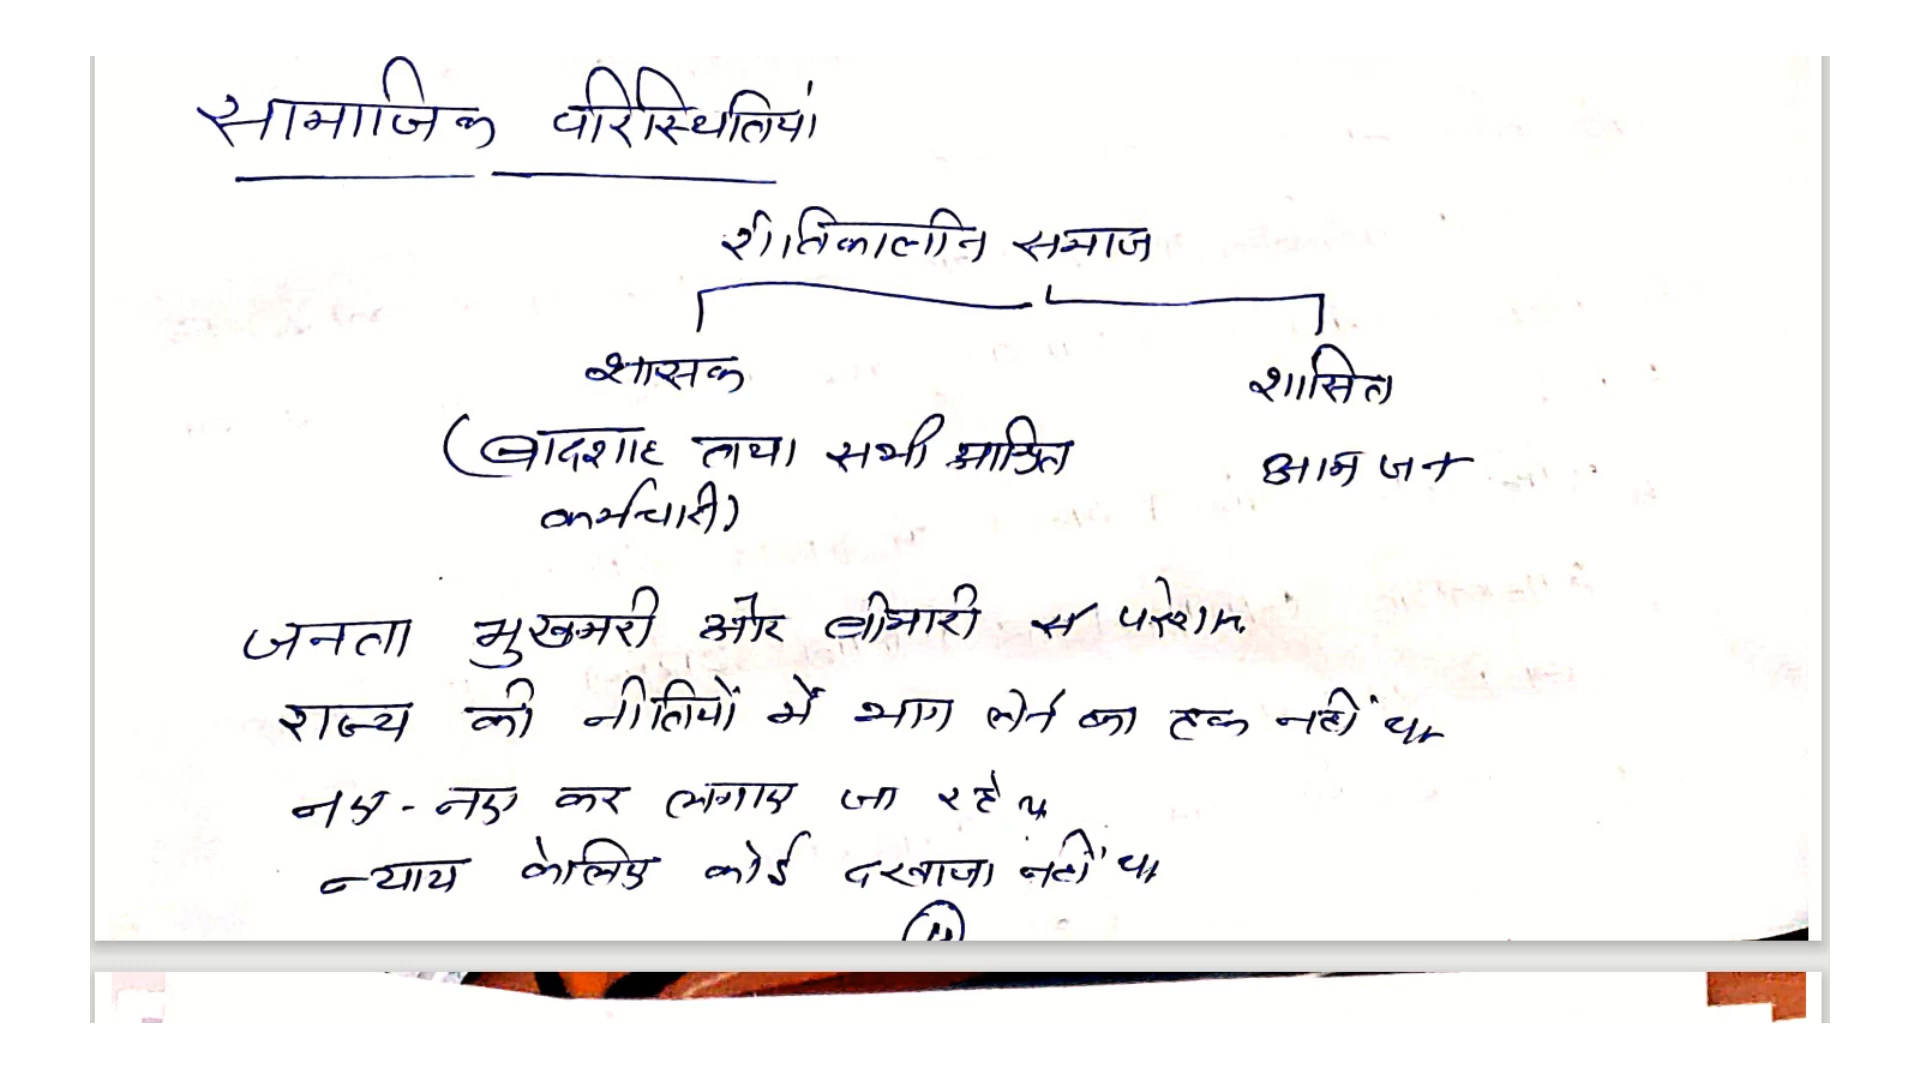 सामाजिक परिस्थितियां
रीतिकालीन समाज
शासक शासित
(बादशाह तथा सभी आश्रित आम जन
कर्मचारी)
जनता मुखमरी और बीमारी से परेशान
राज्य की नीतियों में भाग लेने का हक नहीं था
नए-नए कर लगाए जा रहे थे
न्याय के लिए कोई दरवाजा नहीं था